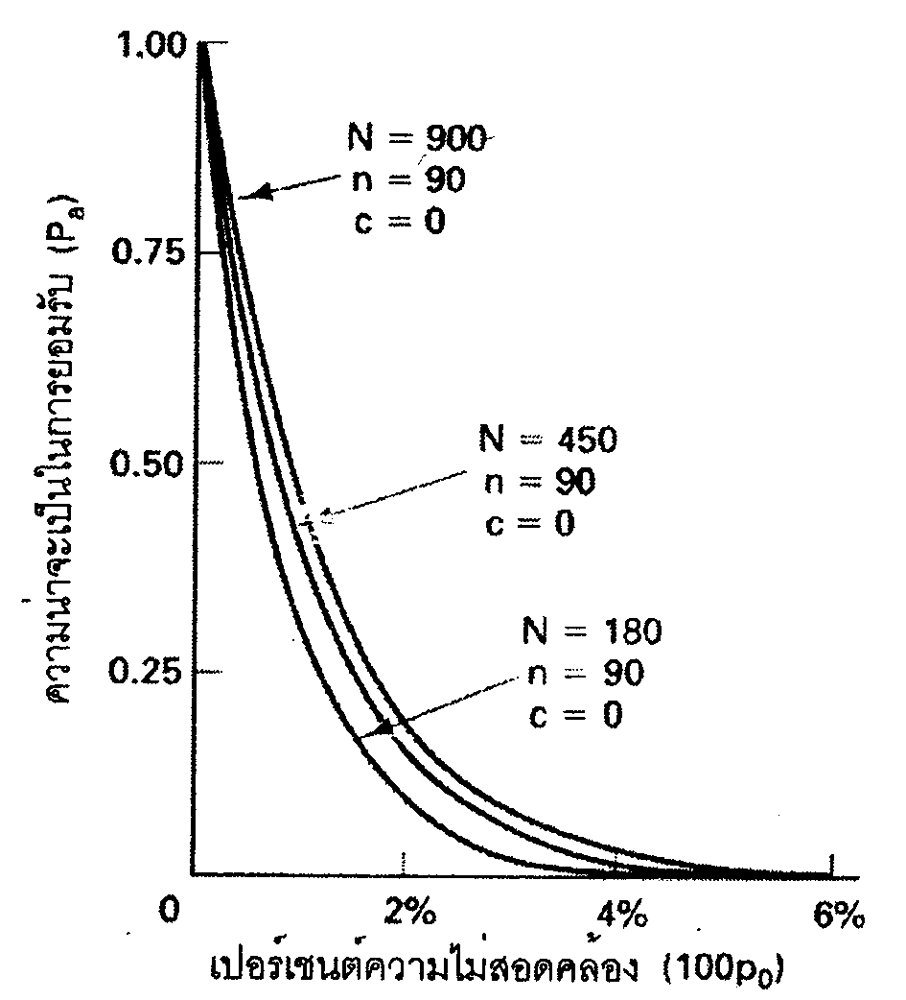 ความน่าจะเป็นในการยอมรับ (Pa)
1.00
0.75
0.50
0.25
0
2%
4%
6%
N = 900
n = 90
c = 0
N = 450
n = 90
c = 0
N = 180
n = 90
c = 0
เปอร์เซนต์ความไม่สอดคล้อง (100p0)